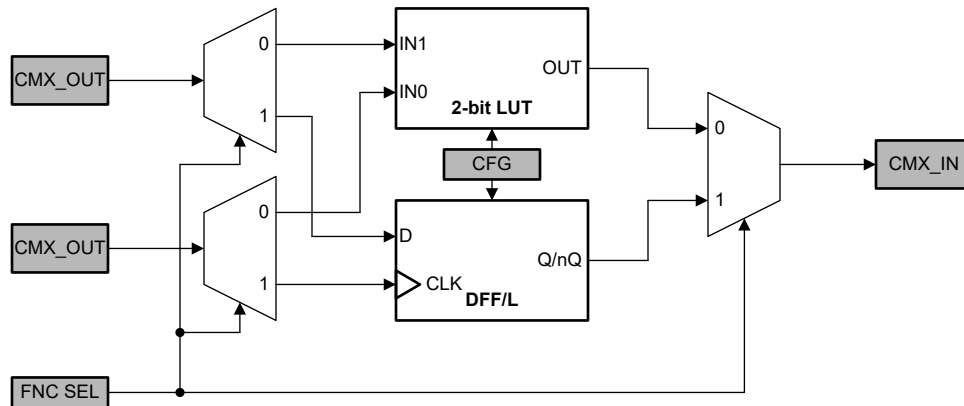 CMX_OUT
0
1
IN1
IN0
OUT
2-bit LUT
CFG
0
1
CMX_IN
CMX_OUT
0
1
D
CLK
Q/nQ
DFF/L
FNC SEL